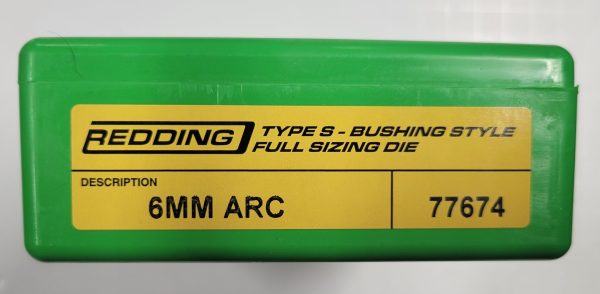 REDDING TYPE S - BUSHING STYLE
FULL SIZING DIE
DESCRIPTION
6MM ARC 77674